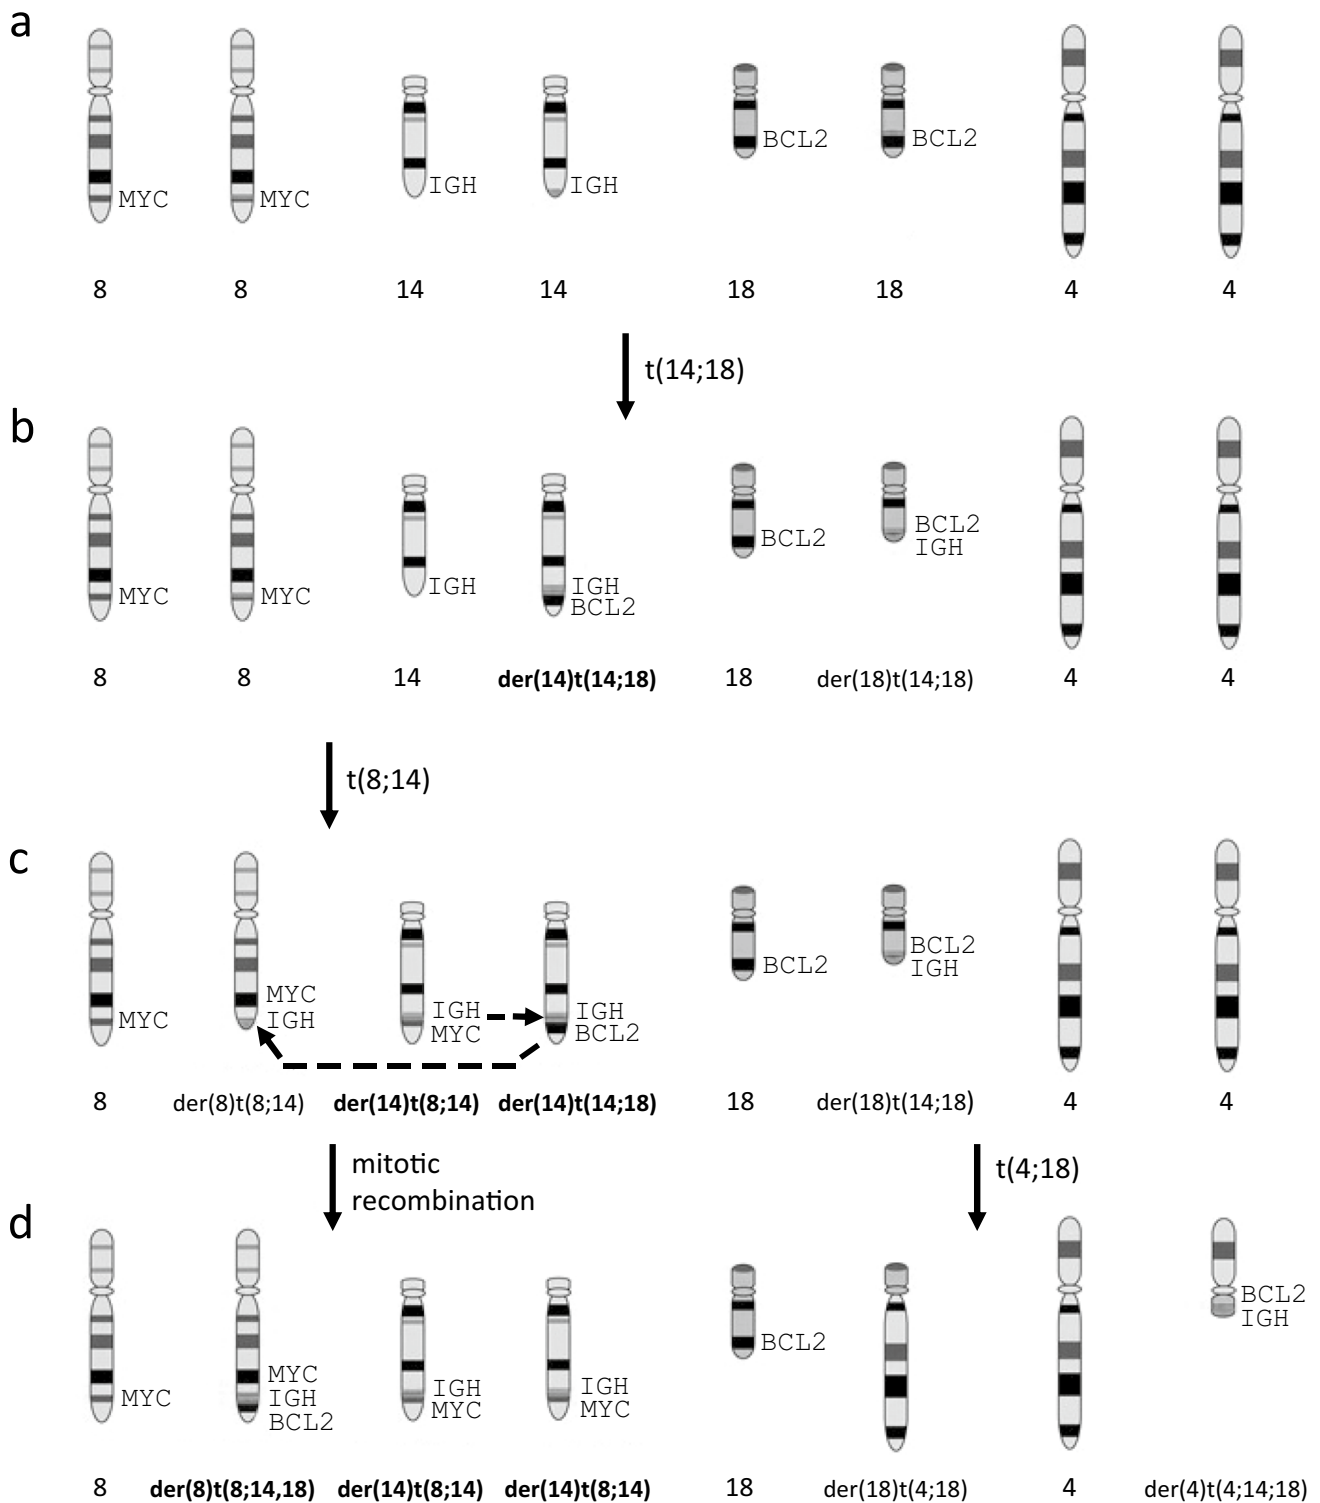 a
MYC MYC IGH IGH BCL2 BCL2
8 8 14 14 18 18 4 4
t(14;18)
b
MYC MYC IGH IGH BCL2 BCL2
BCL2 IGH
8 8 14 der(14)t(14;18) 18 der(18)t(14;18) 4 4
t(8;14)
c
MYC MYC IGH IGH BCL2 BCL2
MYC IGH BCL2 IGH
8 der(8)t(8;14) der(14)t(8;14) der(14)t(14;18) 18 der(18)t(14;18) 4 4
mitotic
recombination
t(4;18)
d
MYC MYC IGH IGH BCL2 BCL2
IGH MYC MYC IGH
BCL2
8 der(8)t(8;14,18) der(14)t(8;14) der(14)t(8;14) 18 der(18)t(4;18) 4 der(4)t(4;14;18)